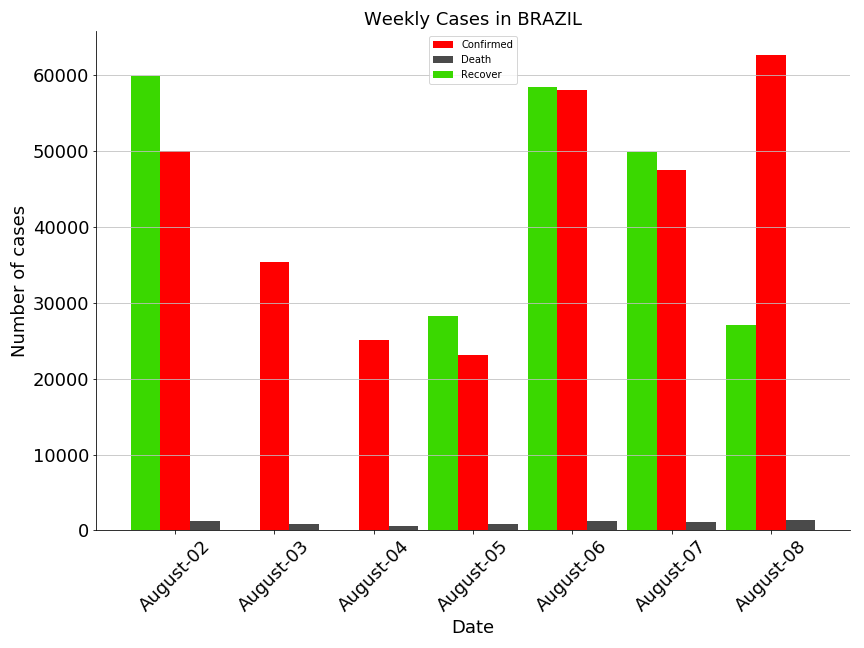 Weekly Cases in BRAZIL
Confirmed
Death
Recover
Number of cases
60000
50000
40000
30000
20000
10000
0
August-02
August-03
August-04
August-05
August-06
August-07
August-08
Date